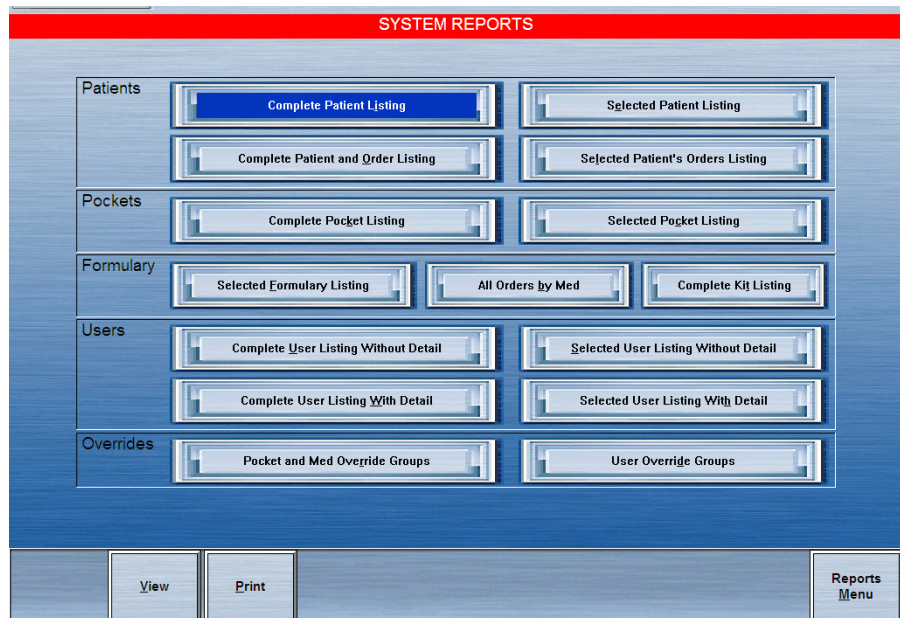 SYSTEM REPORTS
Patients
Complete Patient Listing
Selected Patient Listing
Complete Patient and Order Listing
Selected Patient's Orders Listing
Pockets
Complete Pocket Listing
Selected Pocket Listing
Formulary
Selected Formulary Listing
All Orders by Med
Complete Kit Listing
Users
Complete User Listing Without Detail
Selected User Listing Without Detail
Complete User Listing With Detail
Selected User Listing With Detail
Overrides
Pocket and Med Override Groups
User Override Groups
View
Print
Reports
Menu